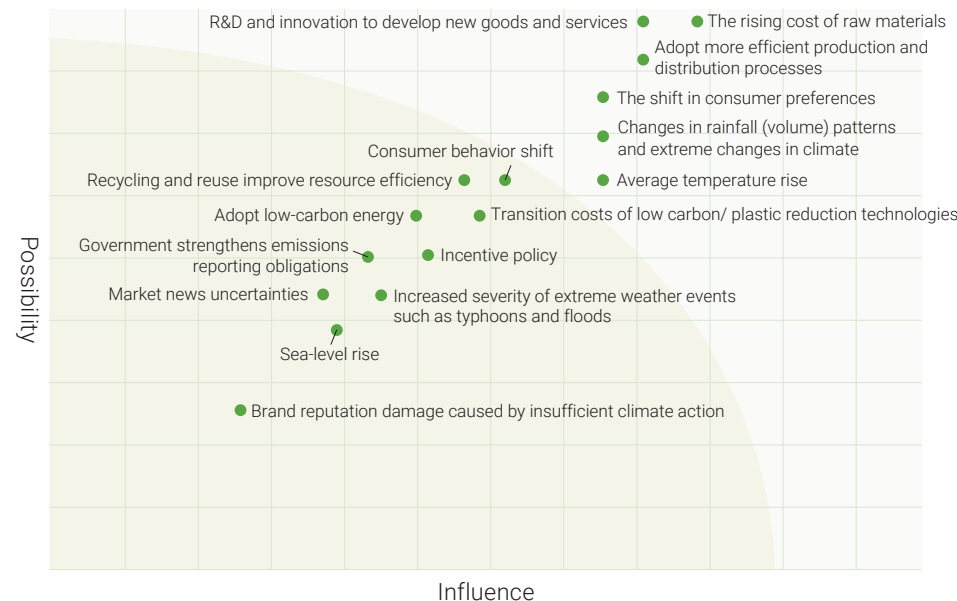 R&D and innovation to develop new goods and services
The rising cost of raw materials
Adopt more efficient production and
distribution processes
The shift in consumer preferences
Changes in rainfall (volume) patterns
and extreme changes in climate
Consumer behavior shift
Recycling and reuse improve resource efficiency
Average temperature rise
Adopt low-carbon energy
Transition costs of low carbon/ plastic reduction technologies
Government strengthens emissions
reporting obligations
Incentive policy
Market news uncertainties
Increased severity of extreme weather events
such as typhoons and floods
Sea-level rise
Brand reputation damage caused by insufficient climate action
Possibility
Influence